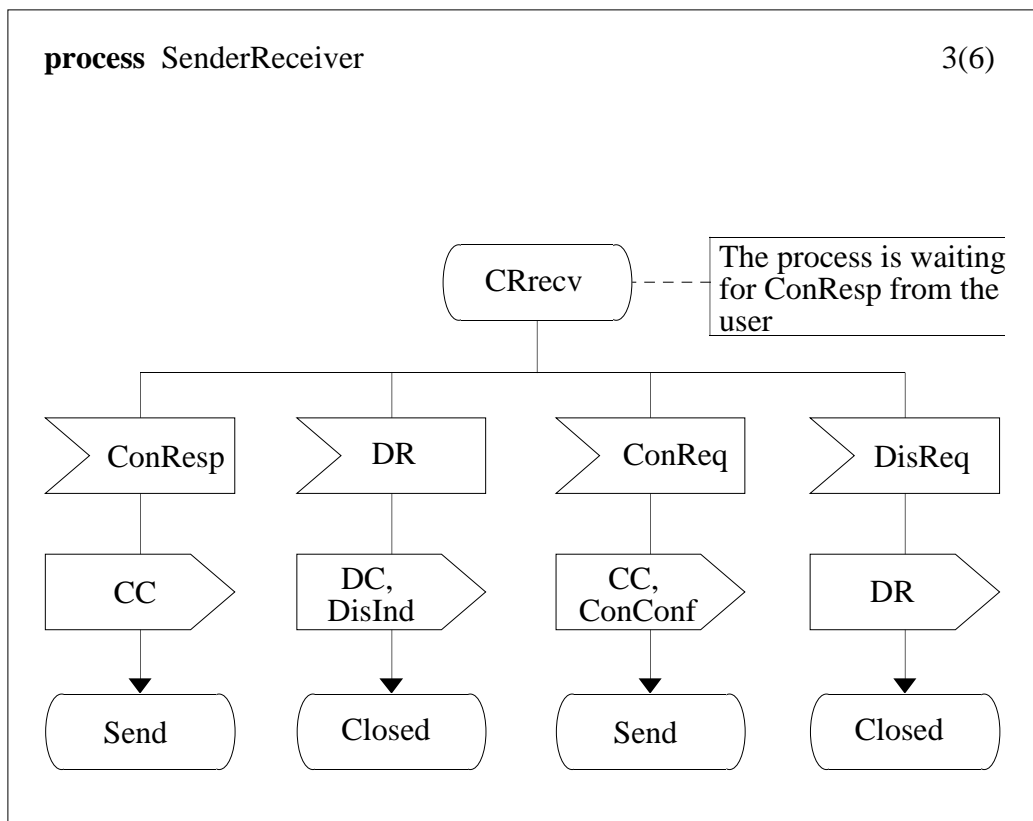 process SenderReceiver 3(6)
CRrecv
The process is waiting
for ConResp from the
user
ConResp
DR
ConReq
DisReq
CC
DC,
DisInd
CC,
ConConf
DR
Send
Closed
Send
Closed